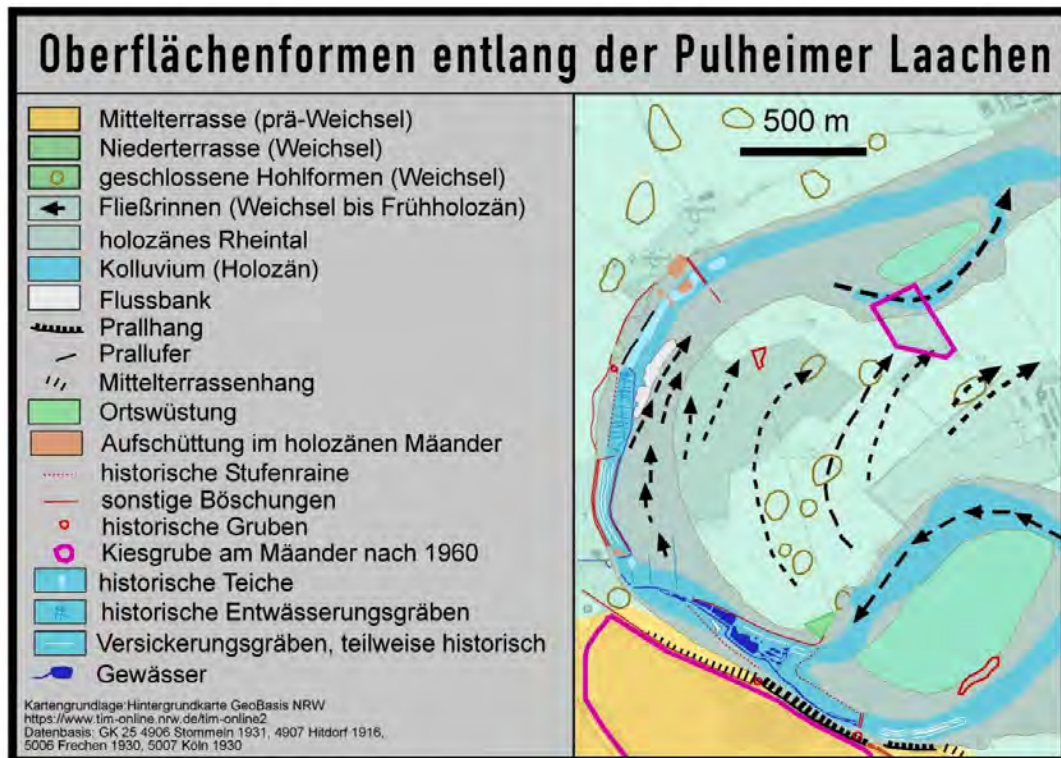 Oberflächenformen entlang der Pulheimer Laachen
Mittelterrasse (prä-Weichsel)
Niederterrasse (Weichsel)
geschlossene Hohlformen (Weichsel)
Fließrinnen (Weichsel bis Frühholozän)
holozänes Rheintal
Kolluvium (Holozän)
Flussbank
Prallhang
Prallufer
Mittelterrassenhang
Ortswüstung
Aufschüttung im holozänen Mäander
historische Stufenraine
sonstige Böschungen
historische Gruben
Kiesgrube am Mäander nach 1960
historische Teiche
historische Entwässerungsgräben
Versickerungsgräben, teilweise historisch
Gewässer
Kartengrundlage:Hintergrundkarte GeoBasis NRW
https://www.tim-online.nrw.de/tim-online2
Datenbasis: GK 25 4906 Stommeln 1931, 4907 Hitdorf 1916,
5006 Frechen 1930, 5007 Köln 1930
500 m